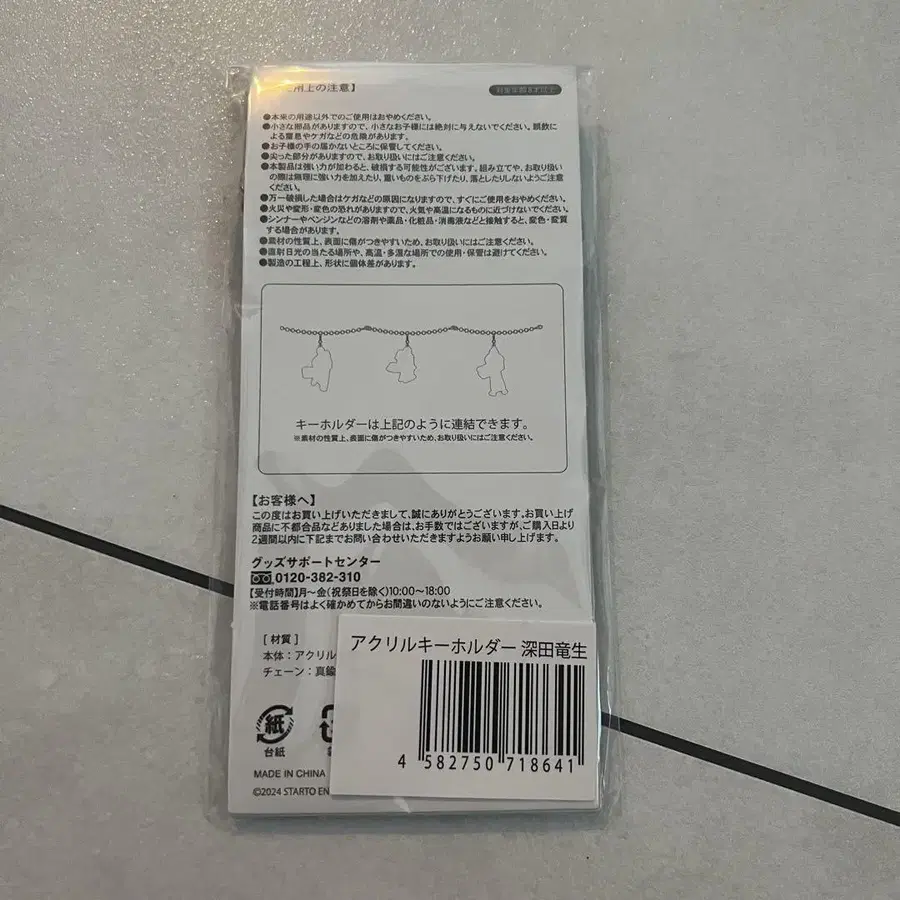 用上の注意】
●本来の用途以外でのご使用はおやめください。
●小さな部品がありますので、小さなお子様には絶対に与えないでください。誤飲に
よる窒息やケガなどの危険があります。
●お子様の手の届かないところに保管してください。
●尖った部分がありますので、お取り扱いにはご注意ください。
●本製品は強い力が加わると、破損する可能性がございます。組み立てや、お取り扱い
の際は無理に強い力を加えたり、重いものをぶら下げたり、落としたりしないようご注意
ください。
●万一破損した場合はケガなどの原因になりますので、すぐにご使用をおやめください。
●火災や変形・変色の恐れがありますので、火気や高温になるものに近づけないでください。
●シンナーやベンジンなどの溶剤や薬品・化粧品・消毒液などと接触すると、変色・変質
する場合があります。
●素材の性質上、表面に傷がつきやすいため、お取り扱いにはご注意ください。
●直射日光の当たる場所や、高温・多湿な場所での使用・保管は避けてください。
●製造の工程上、形状に個体差があります。
キーホルダーは上記のように連結できます。
※素材の性質上、表面に傷がつきやすいため、お取り扱いにはご注意ください。
【お客様へ】
この度はお買い上げいただきまして、誠にありがとうございます。お買い上げ
商品に不都合品などありました場合は、お手数ではございますが、ご購入日より
2週間以内に下記までお問い合わせいただきますようお願い申し上げます。
グッズサポートセンター
0120-382-310
【受付時間】月～金(祝祭日を除く)10:00～18:00
※電話番号はよく確かめてからお間違いのないようにご注意ください。
[ 材質 ]
本体：アクリル
チェーン：真鍮
アクリルキーホルダー 深田竜生
4 582750 718641
紙
台紙
MADE IN CHINA
©2024 STARTO EN